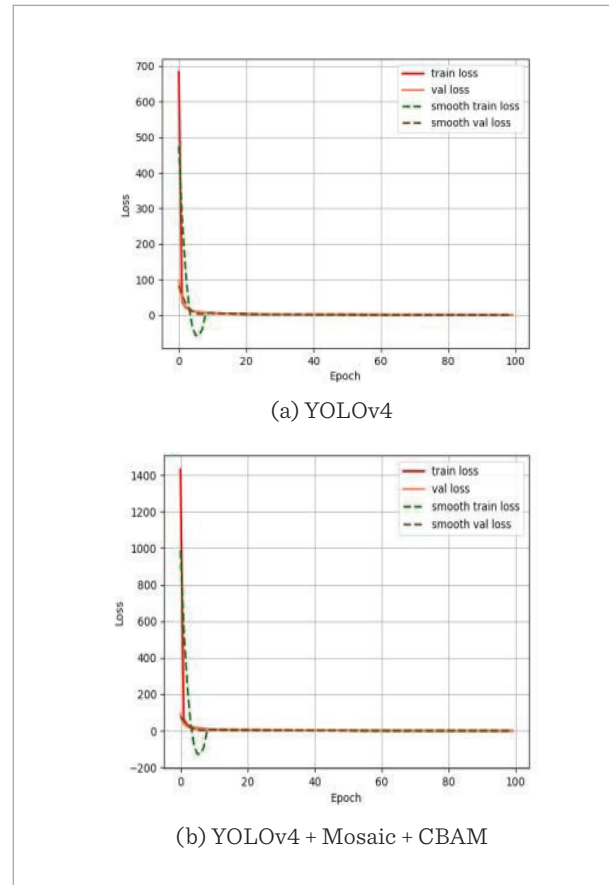 700
600
500
400
300
200
100
0
Loss
train loss
val loss
smooth train loss
smooth val loss
0 20 40 60 80 100
Epoch
(a) YOLOv4
1400
1200
1000
800
600
400
200
0
−200
Loss
train loss
val loss
smooth train loss
smooth val loss
0 20 40 60 80 100
Epoch
(b) YOLOv4 + Mosaic + CBAM